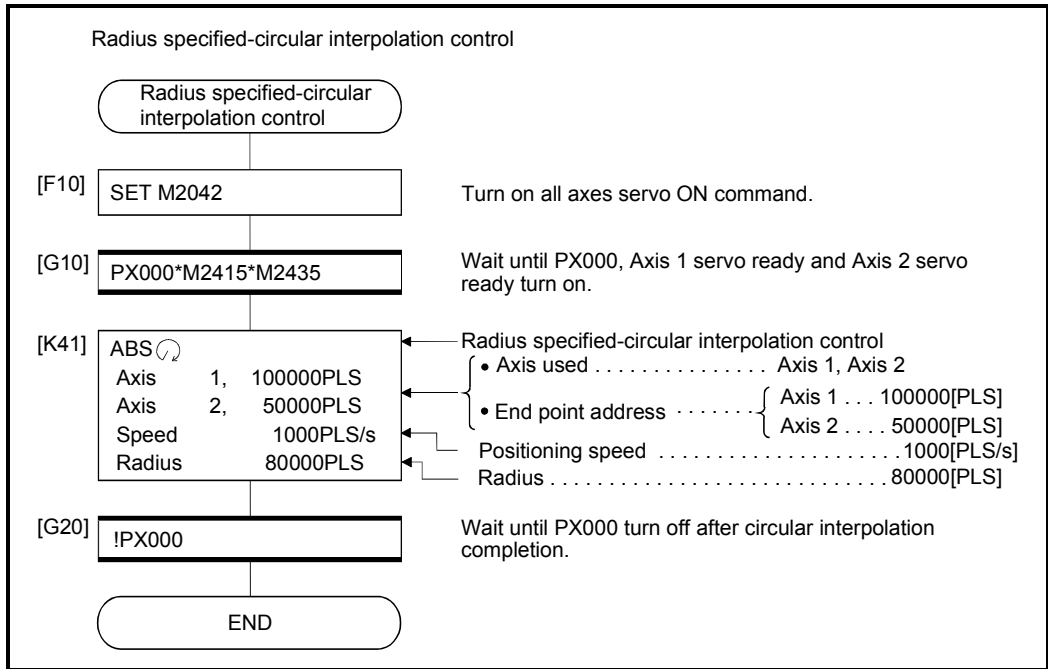 Radius specified-circular interpolation control
Radius specified-circular
interpolation control
[F10] SET M2042 Turn on all axes servo ON command.
[G10] PX000*M2415*M2435 Wait until PX000, Axis 1 servo ready and Axis 2 servo
ready turn on.
[K41] ABS Radius specified-circular interpolation control
Axis 1, 100000PLS • Axis used . . . . . . . . . . . . . . . Axis 1, Axis 2
Axis 2, 50000PLS • End point address . . . . . . . Axis 1 . . . 100000[PLS]
Axis 2 . . . . 50000[PLS]
Speed 1000PLS/s Positioning speed . . . . . . . . . . . . . . . . . . . . . 1000[PLS/s]
Radius 80000PLS Radius . . . . . . . . . . . . . . . . . . . . . . . . . . . . . . 80000[PLS]
[G20] !PX000 Wait until PX000 turn off after circular interpolation
completion.
END